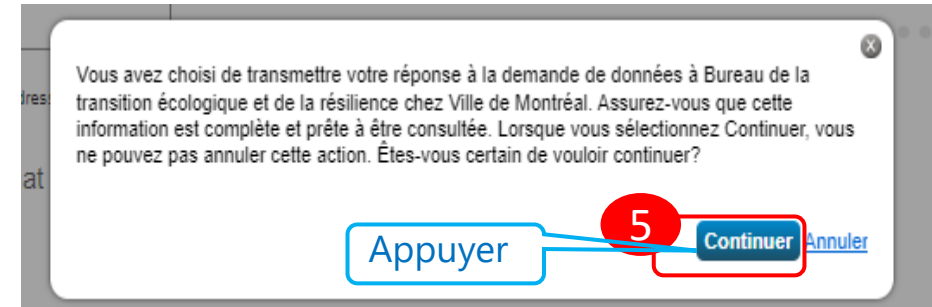 X
Vous avez choisi de transmettre votre réponse à la demande de données à Bureau de la
transition écologique et de la résilience chez Ville de Montréal. Assurez-vous que cette
information est complète et prête à être consultée. Lorsque vous sélectionnez Continuer, vous
ne pouvez pas annuler cette action. Êtes-vous certain de vouloir continuer?
dress
at
5
Appuyer
Continuer Annuler